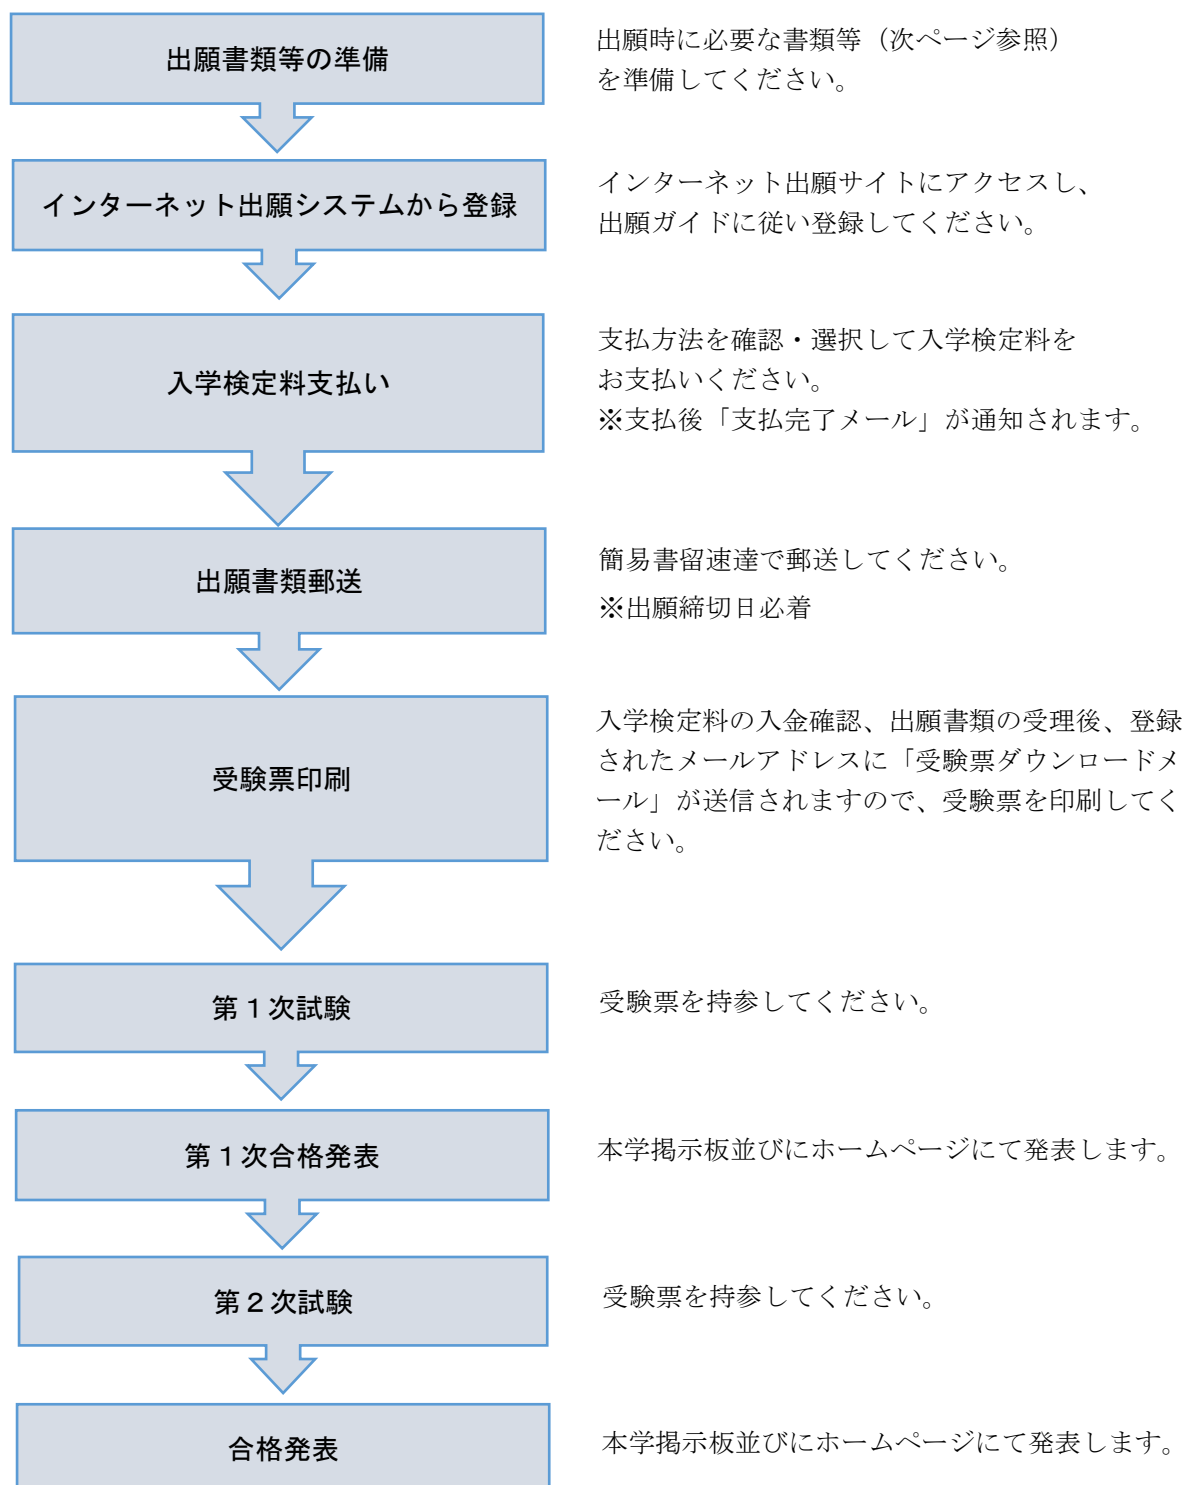 出願書類等の準備
出願時に必要な書類等（次ページ参照）
を準備してください。
インターネット出願システムから登録
インターネット出願サイトにアクセスし、
出願ガイドに従い登録してください。
入学検定料支払い
支払方法を確認・選択して入学検定料を
お支払いください。
※支払後「支払完了メール」が通知されます。
出願書類郵送
簡易書留速達で郵送してください。
※出願締切日必着
受験票印刷
入学検定料の入金確認、出願書類の受理後、登録
されたメールアドレスに「受験票ダウンロードメ
ール」が送信されますので、受験票を印刷してく
ださい。
第１次試験
受験票を持参してください。
第１次合格発表
本学掲示板並びにホームページにて発表します。
第２次試験
受験票を持参してください。
合格発表
本学掲示板並びにホームページにて発表します。